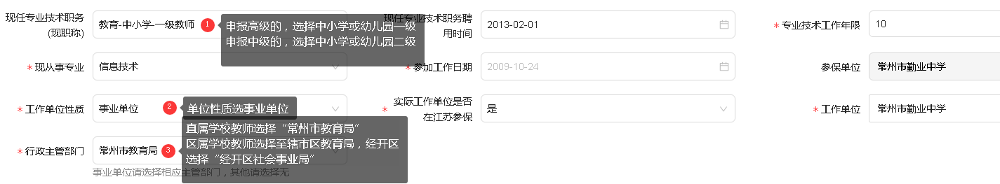 现任专业技术职务
(现职称)
教育-中小学-一级教师
1
申报高级的，选择中小学或幼儿园一级
申报中级的，选择中小学或幼儿园二级
现任专业技术职务聘
用时间
2013-02-01
* 专业技术工作年限
10
* 现从事专业
信息技术
* 参加工作日期
2009-10-24
参保单位
常州市勤业中学
* 工作单位性质
事业单位
2
单位性质选事业单位
* 实际工作单位是否
在江苏参保
是
* 工作单位
常州市勤业中学
* 行政主管部门
常州市教育局
3
直属学校教师选择“常州市教育局”
区属学校教师选择至辖市区教育局，经开区
选择“经开区社会事业局”
事业单位请选择相应主管部门，其他请选择无